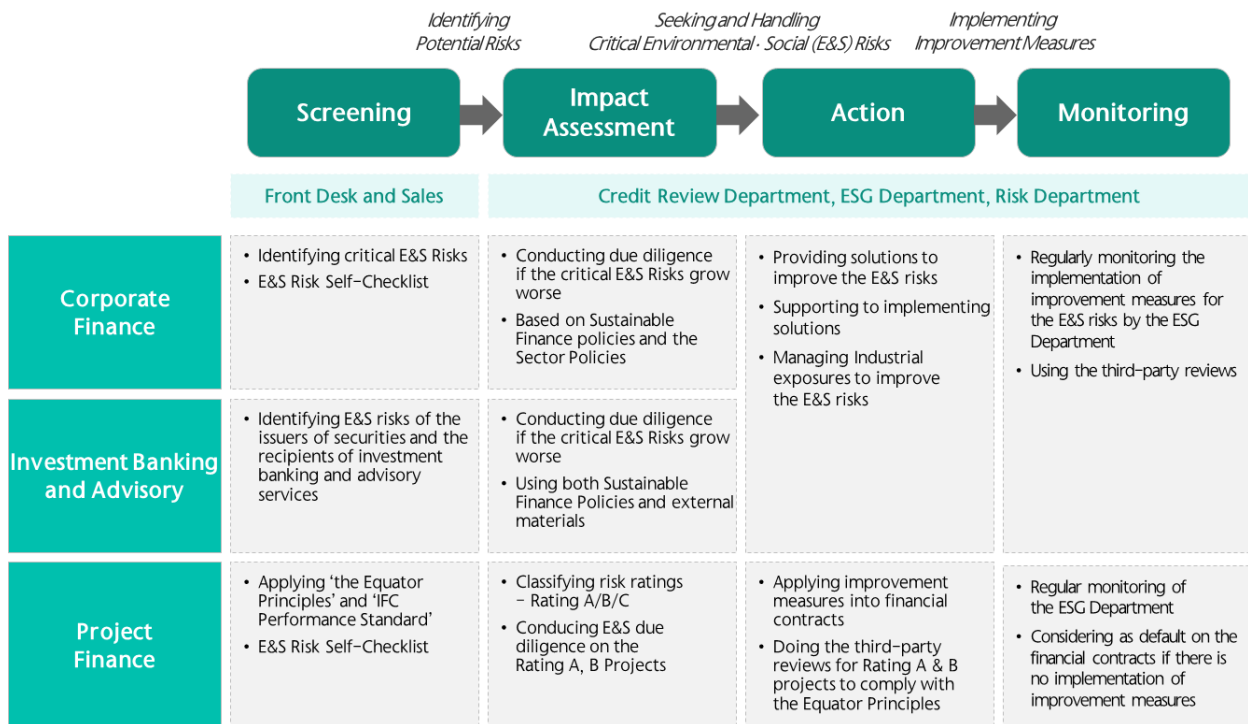 Identifying
Potential Risks
Seeking and Handling
Critical Environmental· Social (E&S) Risks
Implementing
Improvement Measures
Screening
Impact
Assessment
Action
Monitoring
Front Desk and Sales
Credit Review Department, ESG Department, Risk Department
Corporate
Finance
• Identifying critical E&S Risks
• E&S Risk Self-Checklist
• Conducting due diligence
if the critical E&S Risks grow
worse
• Based on Sustainable
Finance policies and the
Sector Policies
• Providing solutions to
improve the E&S risks
• Supporting to implementing
solutions
• Managing Industrial
exposures to improve
the E&S risks
• Regularly monitoring the
implementation of
improvement measures for
the E&S risks by the ESG
Department
• Using the third-party reviews
Investment Banking
and Advisory
• Identifying E&S risks of the
issuers of securities and the
recipients of investment
banking and advisory
services
• Conducting due diligence
if the critical E&S Risks grow
worse
• Using both Sustainable
Finance Policies and external
materials
Project
Finance
• Applying ‘the Equator
Principles’ and ‘IFC
Performance Standard’
• E&S Risk Self-Checklist
• Classifying risk ratings
- Rating A/B/C
• Conducing E&S due
diligence on the
Rating A, B Projects
• Applying improvement
measures into financial
contracts
• Doing the third-party
reviews for Rating A & B
projects to comply with
the Equator Principles
• Regular monitoring of
the ESG Department
• Considering as default on the
financial contracts if there is
no implementation of
improvement measures